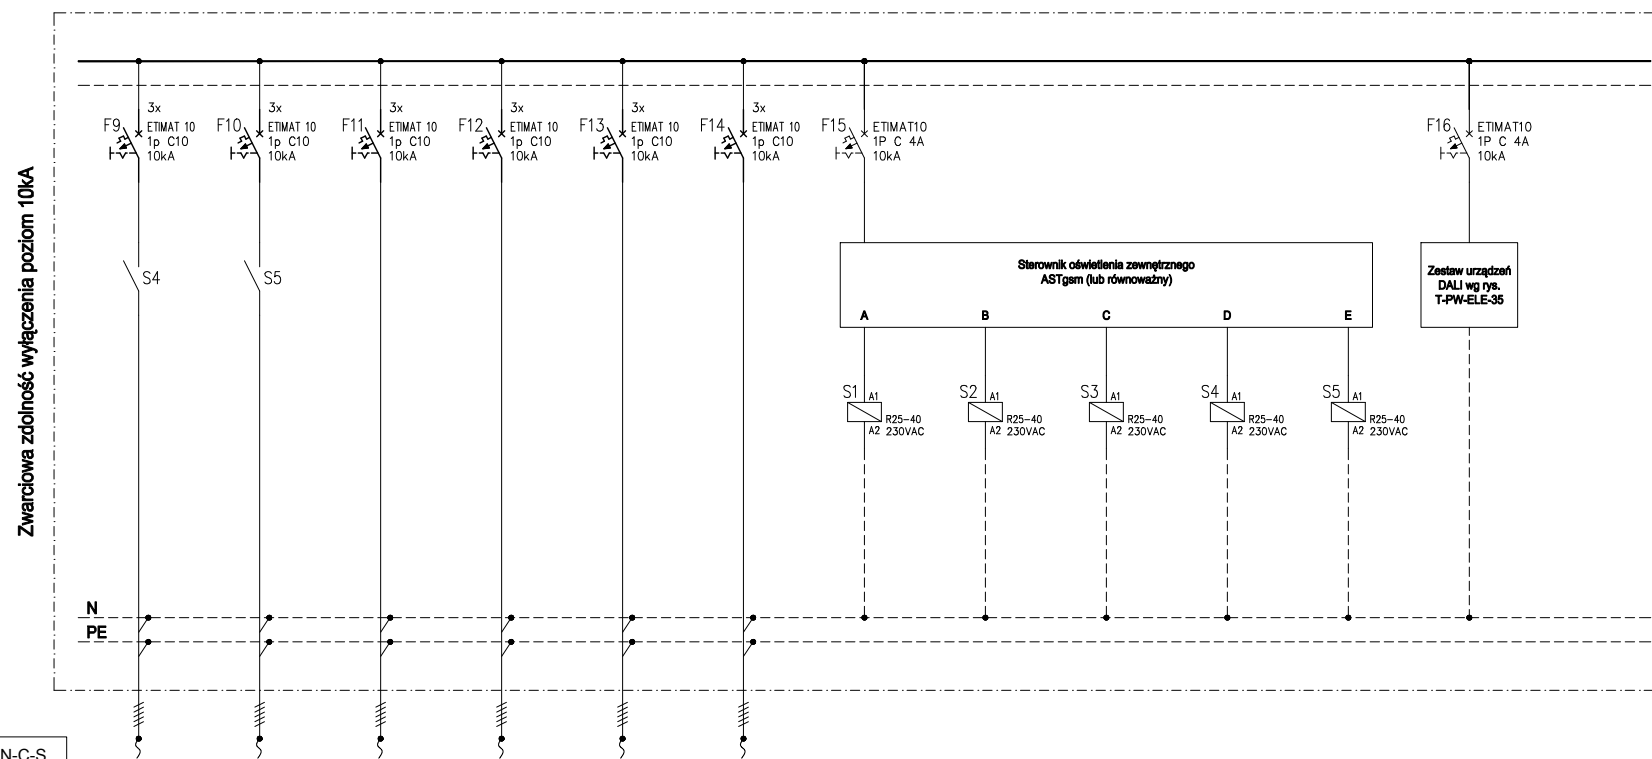 Zwarciowa zdolność wyłączenia poziom 10kA
3x
F9
ETIMAT 10
1p C10
10kA
3x
F10
ETIMAT 10
1p C10
10kA
3x
F11
ETIMAT 10
1p C10
10kA
3x
F12
ETIMAT 10
1p C10
10kA
3x
F13
ETIMAT 10
1p C10
10kA
3x
F14
ETIMAT 10
1p C10
10kA
F15
ETIMAT10
1P C 4A
10kA
F16
ETIMAT10
1P C 4A
10kA
S4
S5
Sterownik oświetlenia zewnętrznego
ASTgsm (lub równoważny)
A B C D E
Zestaw urządzeń
DALI wg rys.
T-PW-ELE-35
S1
A1
R25-40
A2 230VAC
S2
A1
R25-40
A2 230VAC
S3
A1
R25-40
A2 230VAC
S4
A1
R25-40
A2 230VAC
S5
A1
R25-40
A2 230VAC
N
PE
N-C-S